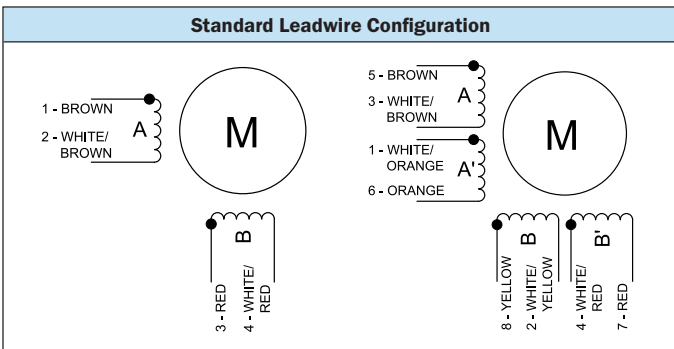 Standard Leadwire Configuration
1 - BROWN
2 - WHITE/
BROWN
A
M
B
3 - RED
4 - WHITE/
RED
5 - BROWN
3 - WHITE/
BROWN
A
1 - WHITE/
ORANGE
6 - ORANGE
A'
M
B
8 - YELLOW
2 - WHITE/
YELLOW
B'
4 - WHITE/
RED
7 - RED